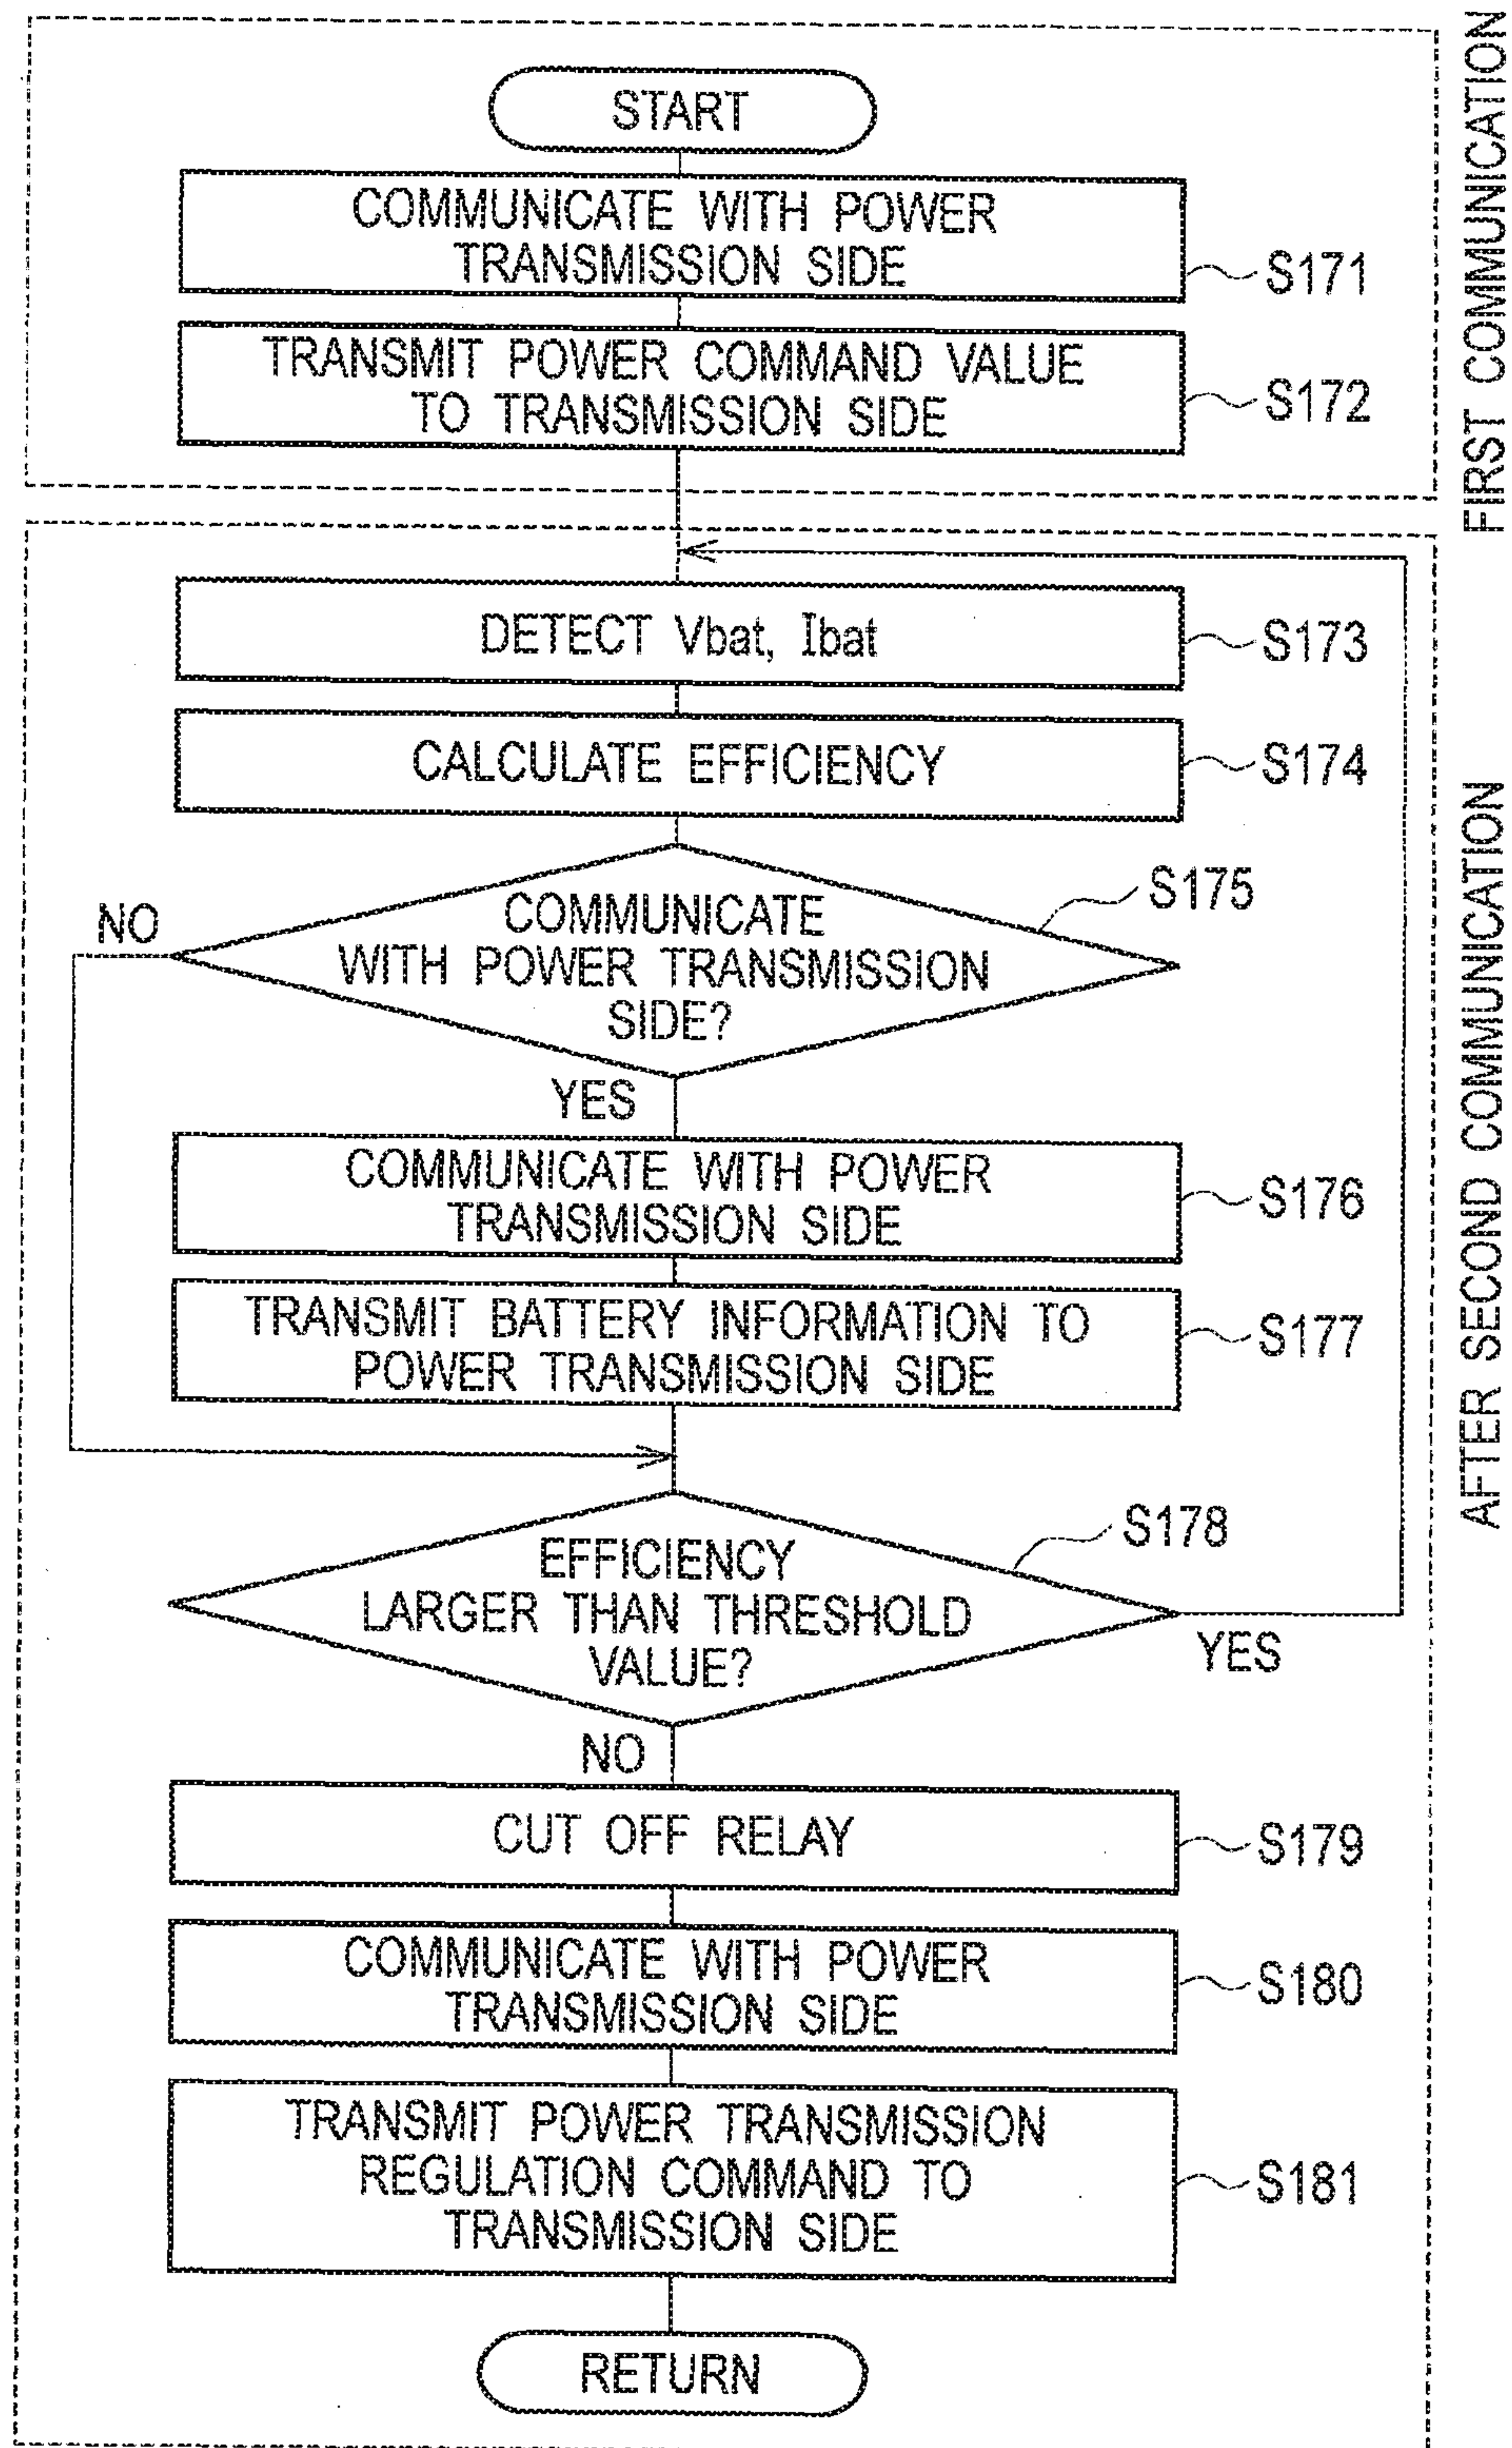 START
COMMUNICATE WITH POWER
TRANSMISSION SIDE
S171
TRANSMIT POWER COMMAND VALUE
TO TRANSMISSION SIDE
S172
FIRST COMMUNICATION
DETECT Vbat, Ibat
S173
CALCULATE EFFICIENCY
S174
COMMUNICATE
WITH POWER TRANSMISSION
SIDE?
S175
NO
YES
COMMUNICATE WITH POWER
TRANSMISSION SIDE
S176
TRANSMIT BATTERY INFORMATION TO
POWER TRANSMISSION SIDE
S177
EFFICIENCY
LARGER THAN THRESHOLD
VALUE?
S178
YES
NO
CUT OFF RELAY
S179
COMMUNICATE WITH POWER
TRANSMISSION SIDE
S180
TRANSMIT POWER TRANSMISSION
REGULATION COMMAND TO
TRANSMISSION SIDE
S181
RETURN
AFTER SECOND COMMUNICATION